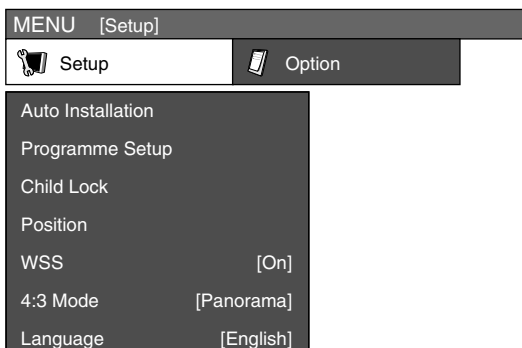 MENU [Setup]
Setup Option
Auto Installation
Programme Setup
Child Lock
Position
WSS [On]
4:3 Mode [Panorama]
Language [English]